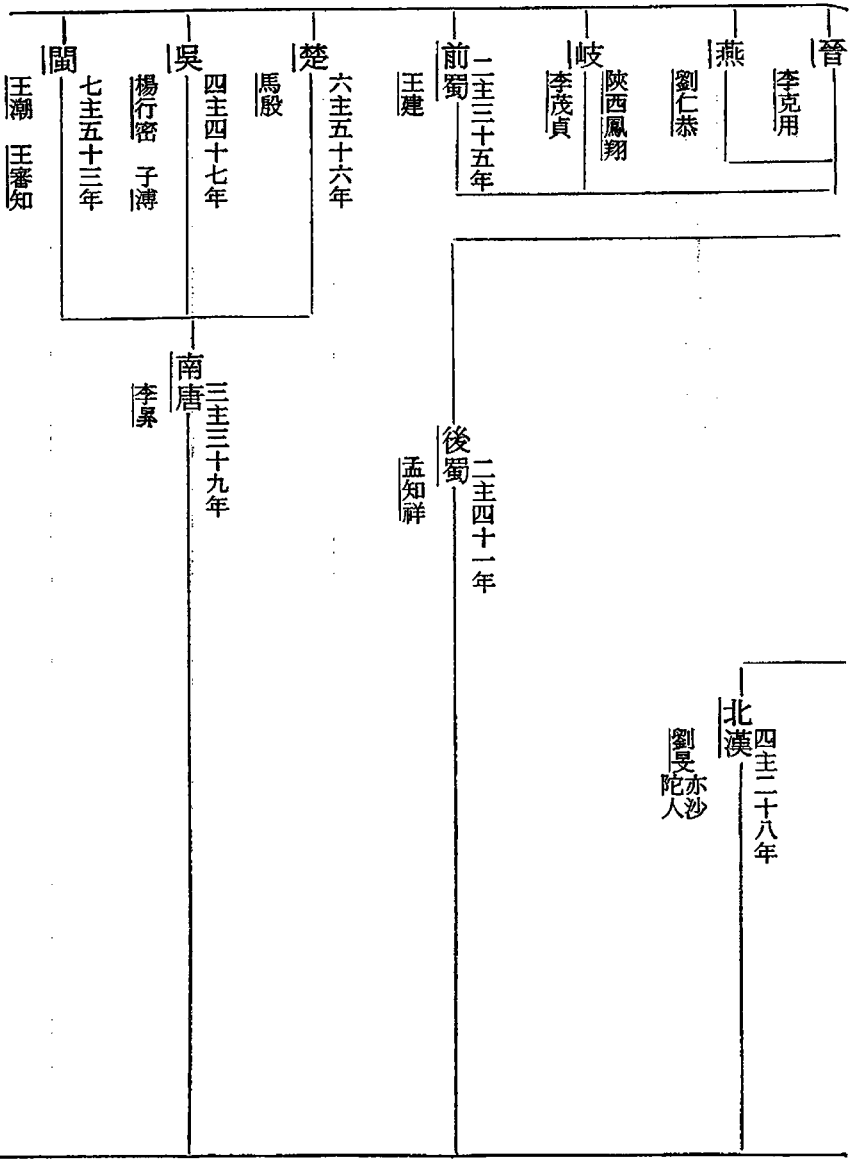 晉
李克用
燕
劉仁恭
岐
陝西鳳翔
李茂貞
前蜀
二主三十五年
王建
楚
六主五十六年
馬殷
吳
四主四十七年
楊行密 子溥
閩
七主五十三年
王潮 王審知
南唐
三主三十九年
李昪
後蜀
二主四十一年
孟知祥
北漢
四主二十八年
劉旻亦沙
陀人